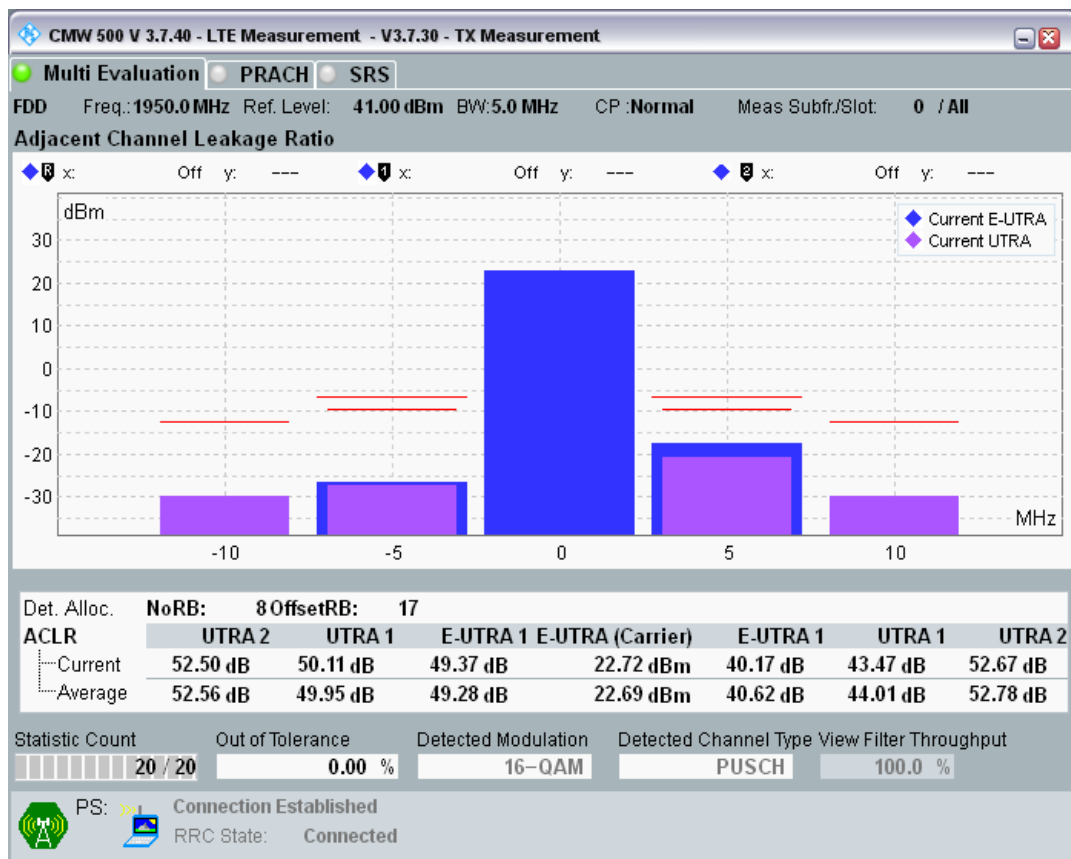 CMW 500 V 3.7.40 - LTE Measurement - V3.7.30 - TX Measurement
Multi Evaluation PRACH SRS
FDD Freq.:1950.0 MHz Ref. Level: 41.00 dBm BW:5.0 MHz CP :Normal Meas Subfr./Slot: 0 / All
Adjacent Channel Leakage Ratio
R x: Off y: --- 1 x: Off y: --- 2 x: Off y: ---
dBm
Current E-UTRA
Current UTRA
30
20
10
0
-10
-20
-30
MHz
-10 -5 0 5 10
Det. Alloc. NoRB: 8 OffsetRB: 17
ACLR UTRA 2 UTRA 1 E-UTRA 1 E-UTRA (Carrier) E-UTRA 1 UTRA 1 UTRA 2
Current 52.50 dB 50.11 dB 49.37 dB 22.72 dBm 40.17 dB 43.47 dB 52.67 dB
Average 52.56 dB 49.95 dB 49.28 dB 22.69 dBm 40.62 dB 44.01 dB 52.78 dB
Statistic Count Out of Tolerance Detected Modulation Detected Channel Type View Filter Throughput
20 / 20 0.00 % 16-QAM PUSCH 100.0 %
PS: Connection Established
RRC State: Connected